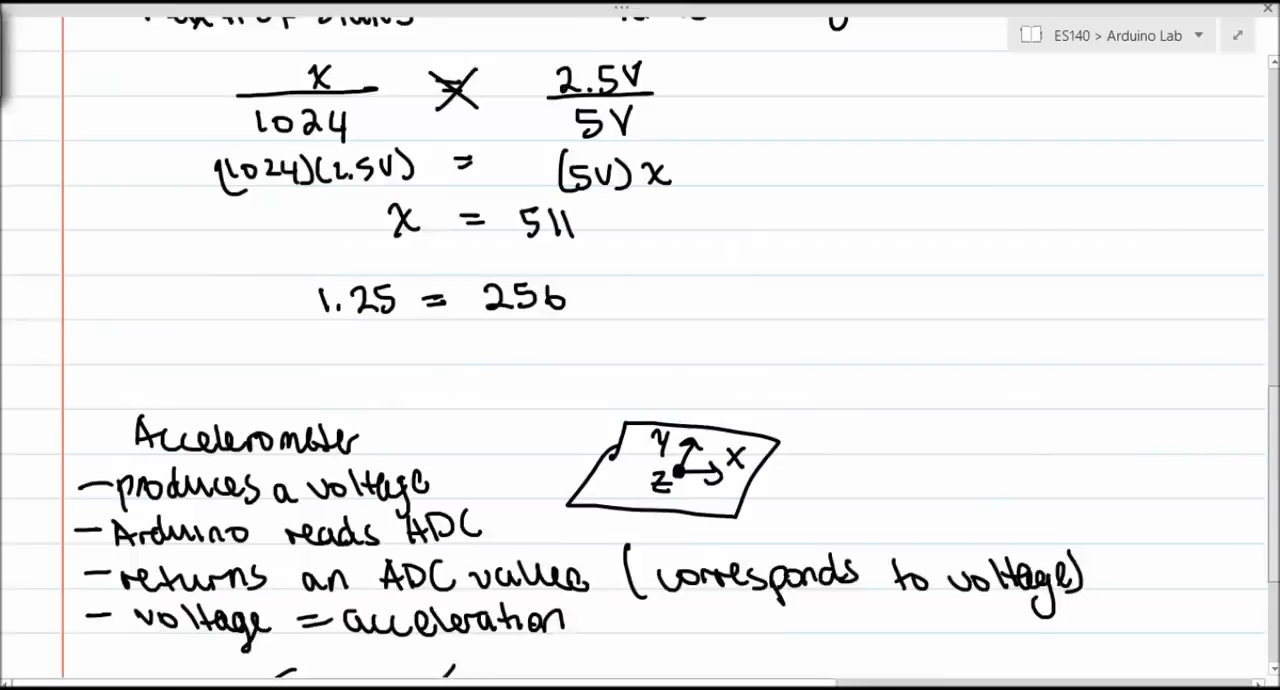 ES140 > Arduino Lab
x/1024 = 2.5V/5V
(1024)(2.5V) = (5V)x
x = 511
1.25 = 256
Accelerometer
- produces a voltage
Y X Z
- Arduino reads ADC
- returns an ADC values (corresponds to voltage)
- voltage = acceleration